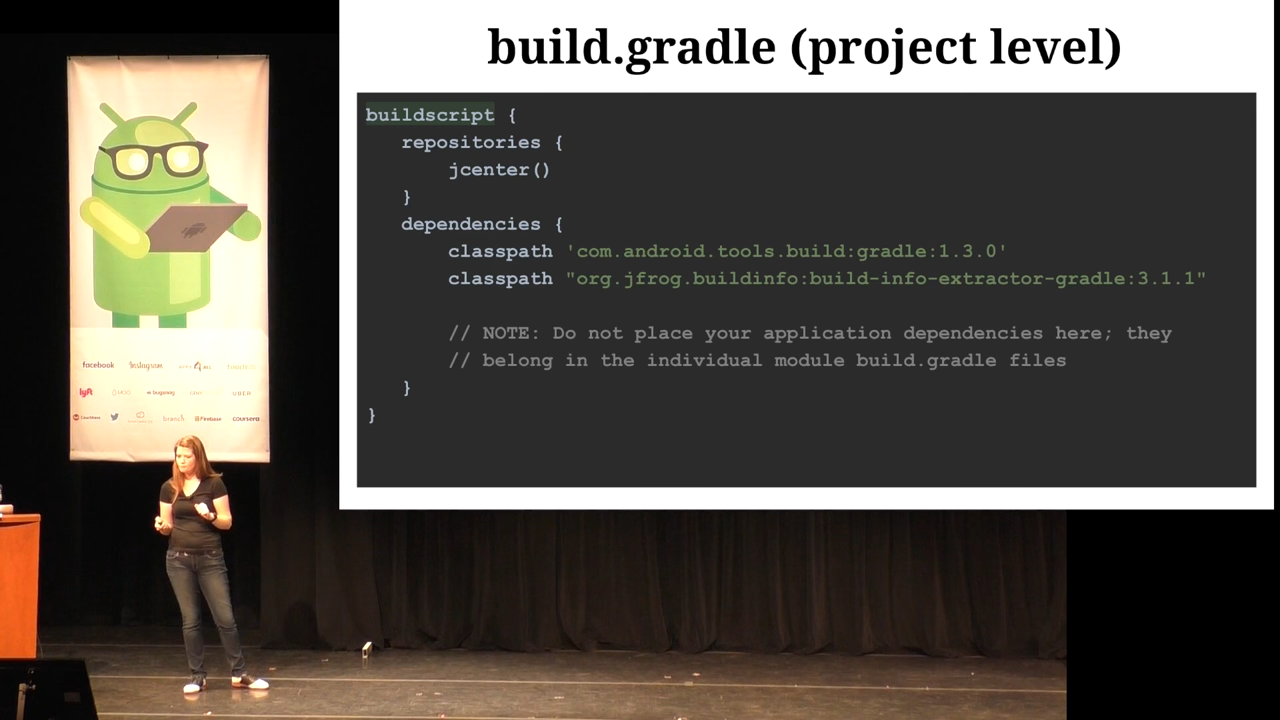 build.gradle (project level)
buildscript {
repositories {
jcenter()
}
dependencies {
classpath 'com.android.tools.build:gradle:1.3.0'
classpath "org.jfrog.buildinfo:build-info-extractor-gradle:3.1.1"
// NOTE: Do not place your application dependencies here; they
// belong in the individual module build.gradle files
}
}
facebook Instagram
lyft bugsnag UBER
branch Firebase coursera